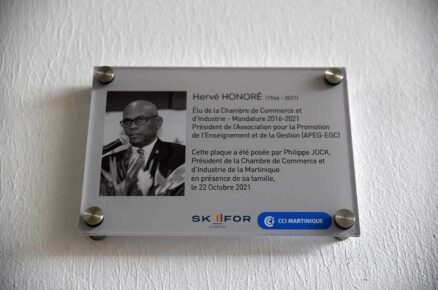 Hervé HONORÉ (1966 - 2021)
Élu de la Chambre de Commerce et
d'Industrie - Mandature 2016-2021
Président de l'Association pour la Promotion
de l'Enseignement et de la Gestion (APEG-EGC)
Cette plaque a été posée par Philippe JOCK,
Président de la Chambre de Commerce et
d'Industrie de la Martinique
en présence de sa famille,
le 22 Octobre 2021
SKILLFOR
CCI MARTINIQUE